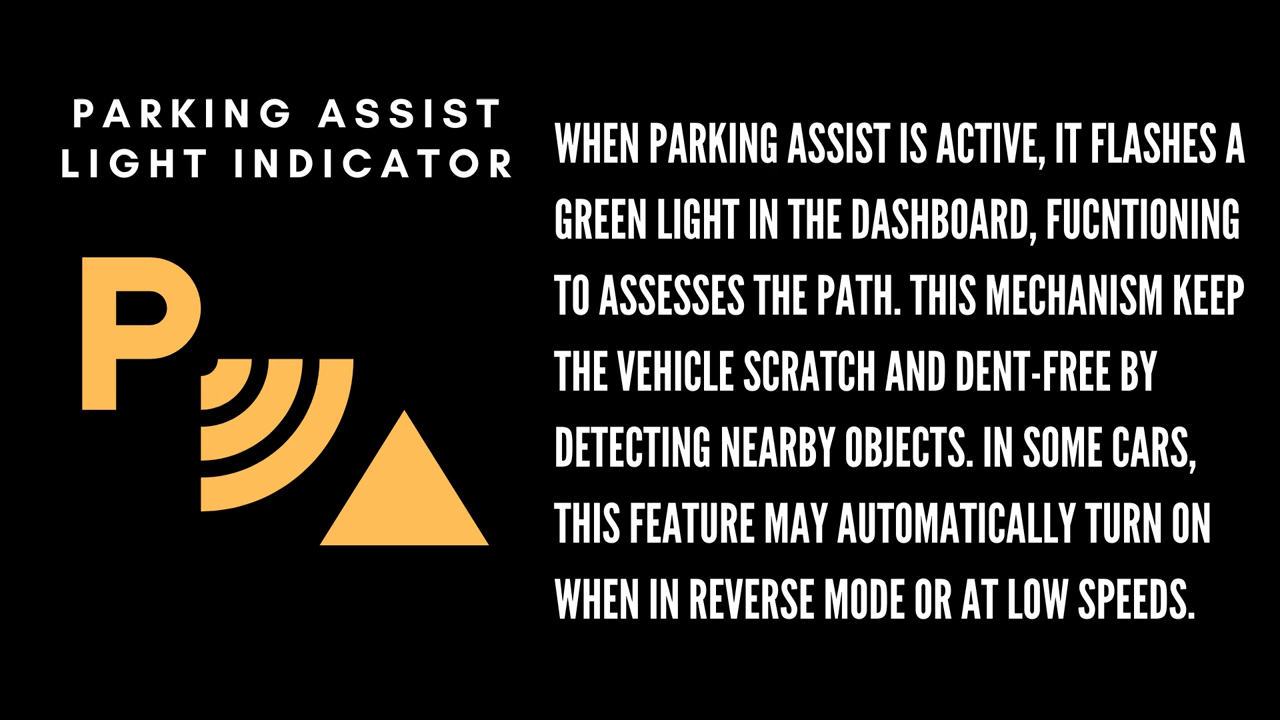 PARKING ASSIST
LIGHT INDICATOR
P
WHEN PARKING ASSIST IS ACTIVE, IT FLASHES A
GREEN LIGHT IN THE DASHBOARD, FUCNTIONING
TO ASSESSES THE PATH. THIS MECHANISM KEEP
THE VEHICLE SCRATCH AND DENT-FREE BY
DETECTING NEARBY OBJECTS. IN SOME CARS,
THIS FEATURE MAY AUTOMATICALLY TURN ON
WHEN IN REVERSE MODE OR AT LOW SPEEDS.